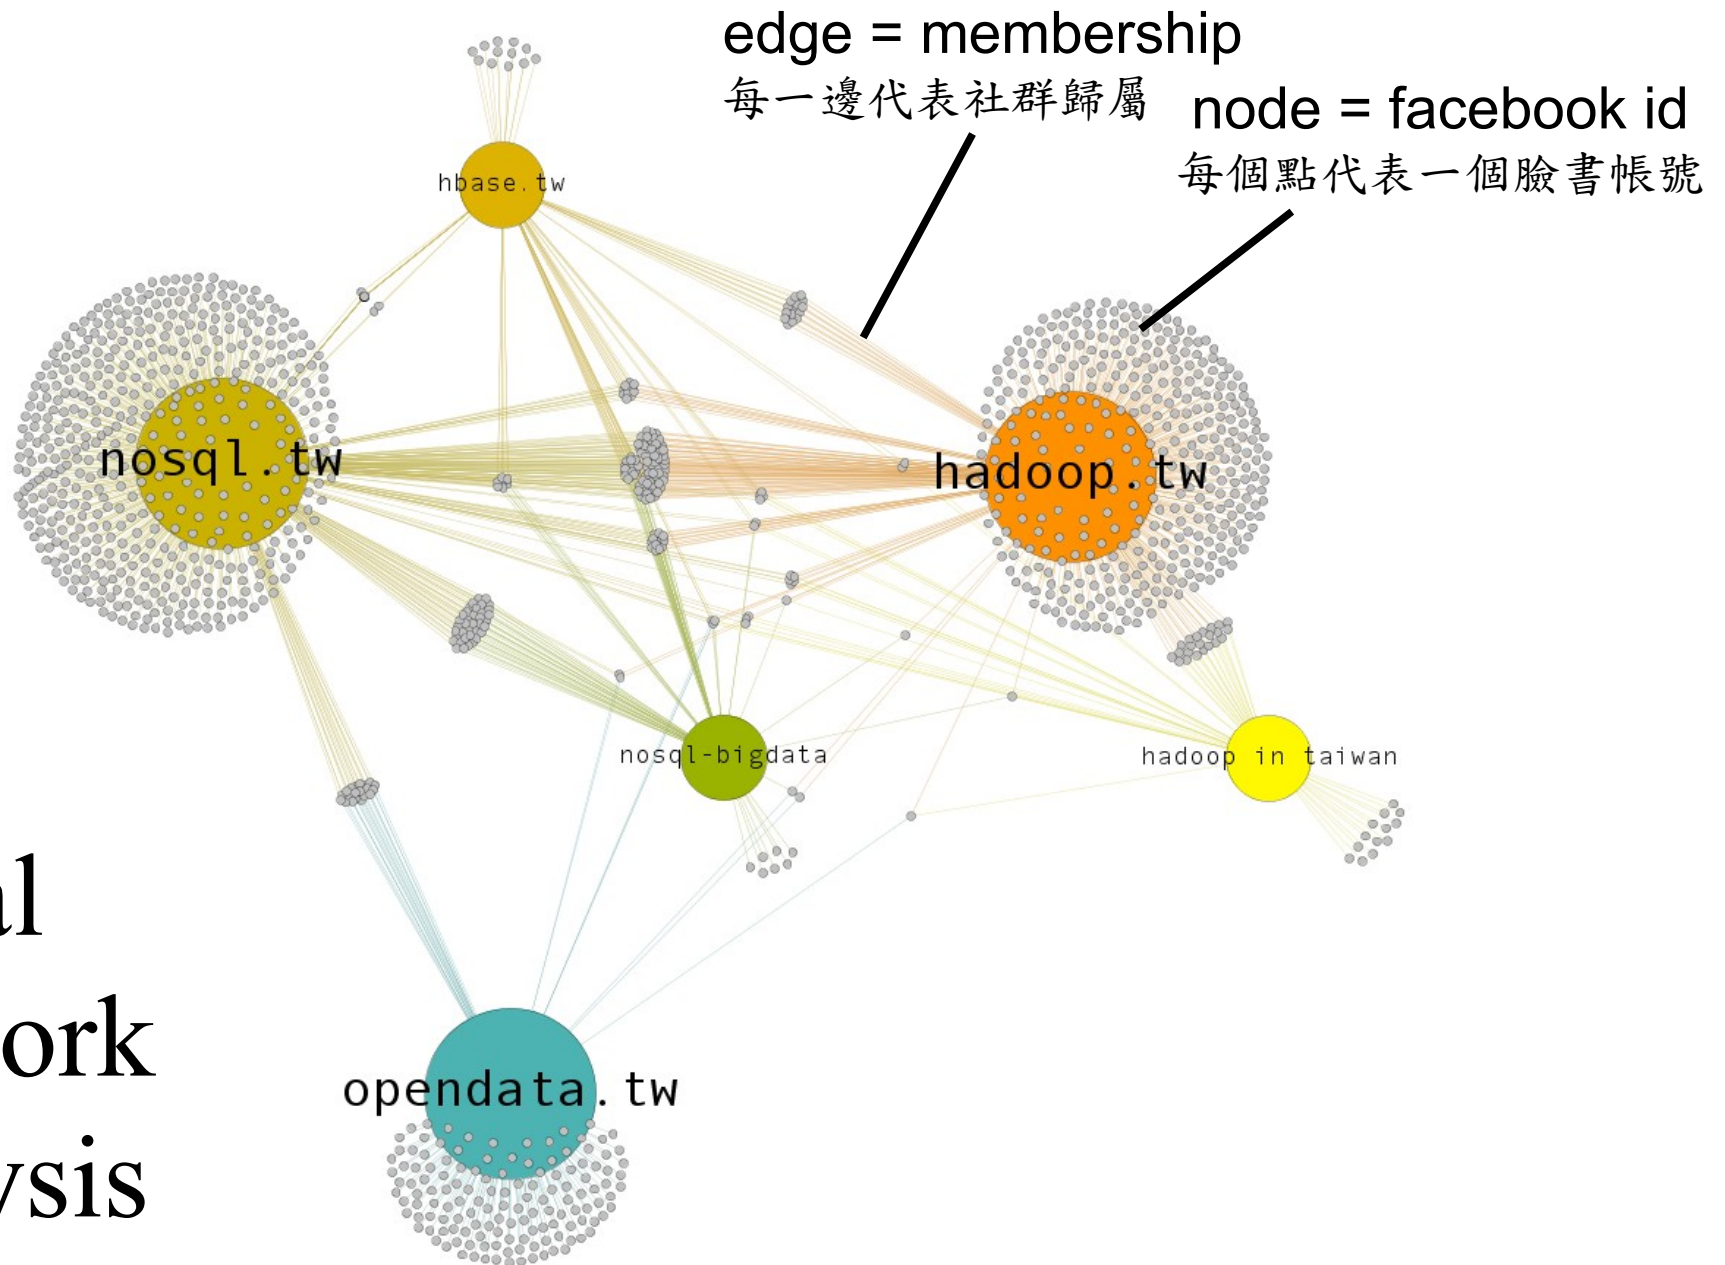 edge = membership
每一邊代表社群歸屬
node = facebook id
每個點代表一個臉書帳號
hbase.tw
nosql.tw
hadoop.tw
nosql-bigdata
hadoop in taiwan
al
ork
ysis
opendata.tw